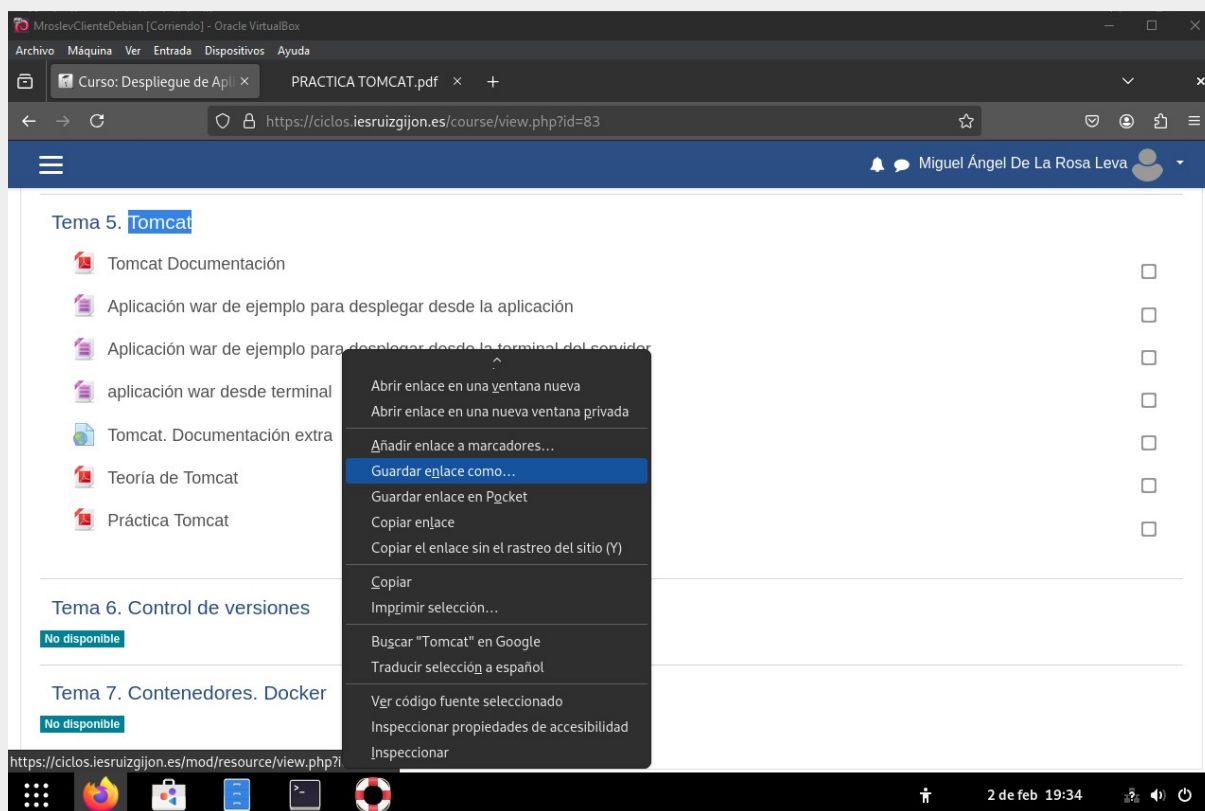 MroslevClienteDebian [Corriendo] - Oracle VirtualBox
Archivo Máquina Ver Entrada Dispositivos Ayuda
Curso: Despliegue de Apli
PRACTICA TOMCAT.pdf
https://ciclos.iesruizgijon.es/course/view.php?id=83
Miguel Ángel De La Rosa Leva
Tema 5. Tomcat
Tomcat Documentación
Aplicación war de ejemplo para desplegar desde la aplicación
Aplicación war de ejemplo para desplegar desde la terminal del servidor
aplicación war desde terminal
Tomcat. Documentación extra
Teoría de Tomcat
Práctica Tomcat
Tema 6. Control de versiones
No disponible
Tema 7. Contenedores. Docker
No disponible
Abrir enlace en una ventana nueva
Abrir enlace en una nueva ventana privada
Añadir enlace a marcadores...
Guardar enlace como...
Guardar enlace en Pocket
Copiar enlace
Copiar el enlace sin el rastreo del sitio (Y)
Copiar
Imprimir selección...
Buscar "Tomcat" en Google
Traducir selección a español
Ver código fuente seleccionado
Inspeccionar propiedades de accesibilidad
Inspeccionar
https://ciclos.iesruizgijon.es/mod/resource/view.php?i
2 de feb 19:34